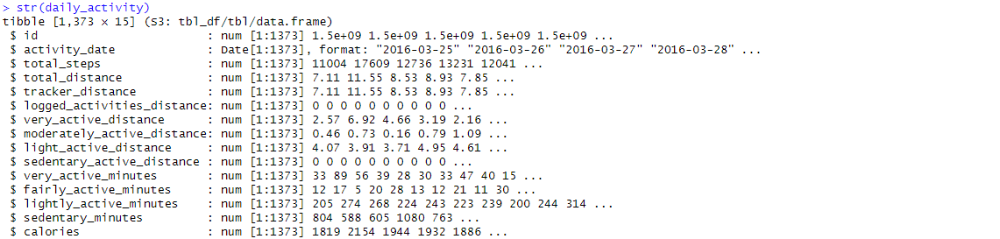 > str(daily_activity)
tibble [1,373 × 15] (S3: tbl_df/tbl/data.frame)
 $ id                        : num [1:1373] 1.5e+09 1.5e+09 1.5e+09 1.5e+09 1.5e+09 ...
 $ activity_date             : Date[1:1373], format: "2016-03-25" "2016-03-26" "2016-03-27" "2016-03-28" ...
 $ total_steps               : num [1:1373] 11004 17609 12736 13231 12041 ...
 $ total_distance            : num [1:1373] 7.11 11.55 8.53 8.93 7.85 ...
 $ tracker_distance          : num [1:1373] 7.11 11.55 8.53 8.93 7.85 ...
 $ logged_activities_distance: num [1:1373] 0 0 0 0 0 0 0 0 0 0 ...
 $ very_active_distance      : num [1:1373] 2.57 6.92 4.66 3.19 2.16 ...
 $ moderately_active_distance: num [1:1373] 0.46 0.73 0.16 0.79 1.09 ...
 $ light_active_distance     : num [1:1373] 4.07 3.91 3.71 4.95 4.61 ...
 $ sedentary_active_distance : num [1:1373] 0 0 0 0 0 0 0 0 0 0 ...
 $ very_active_minutes       : num [1:1373] 33 89 56 39 28 30 33 47 40 15 ...
 $ fairly_active_minutes     : num [1:1373] 12 17 5 20 28 13 12 21 11 30 ...
 $ lightly_active_minutes    : num [1:1373] 205 274 268 224 243 223 239 200 244 314 ...
 $ sedentary_minutes         : num [1:1373] 804 588 605 1080 763 ...
 $ calories                  : num [1:1373] 1819 2154 1944 1932 1886 ...